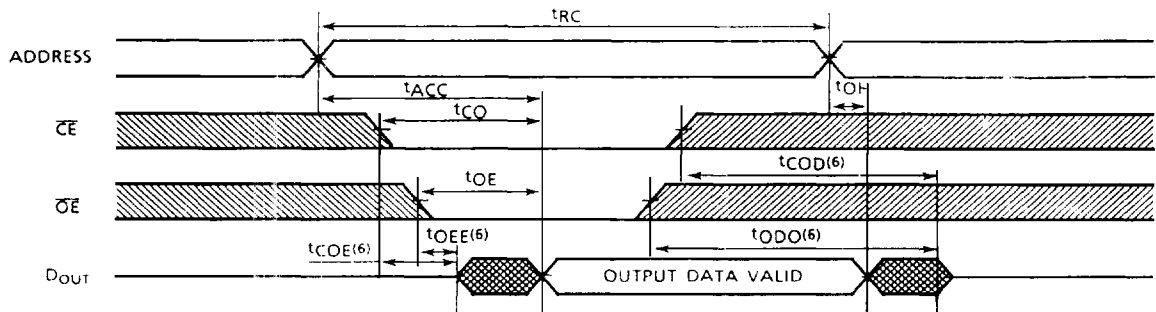 tRC
ADDRESS
tACC
tOH
tCO
CE
tCOD(6)
tOE
OE
tOEE(6)
tODO(6)
tCOE(6)
DOUT
OUTPUT DATA VALID